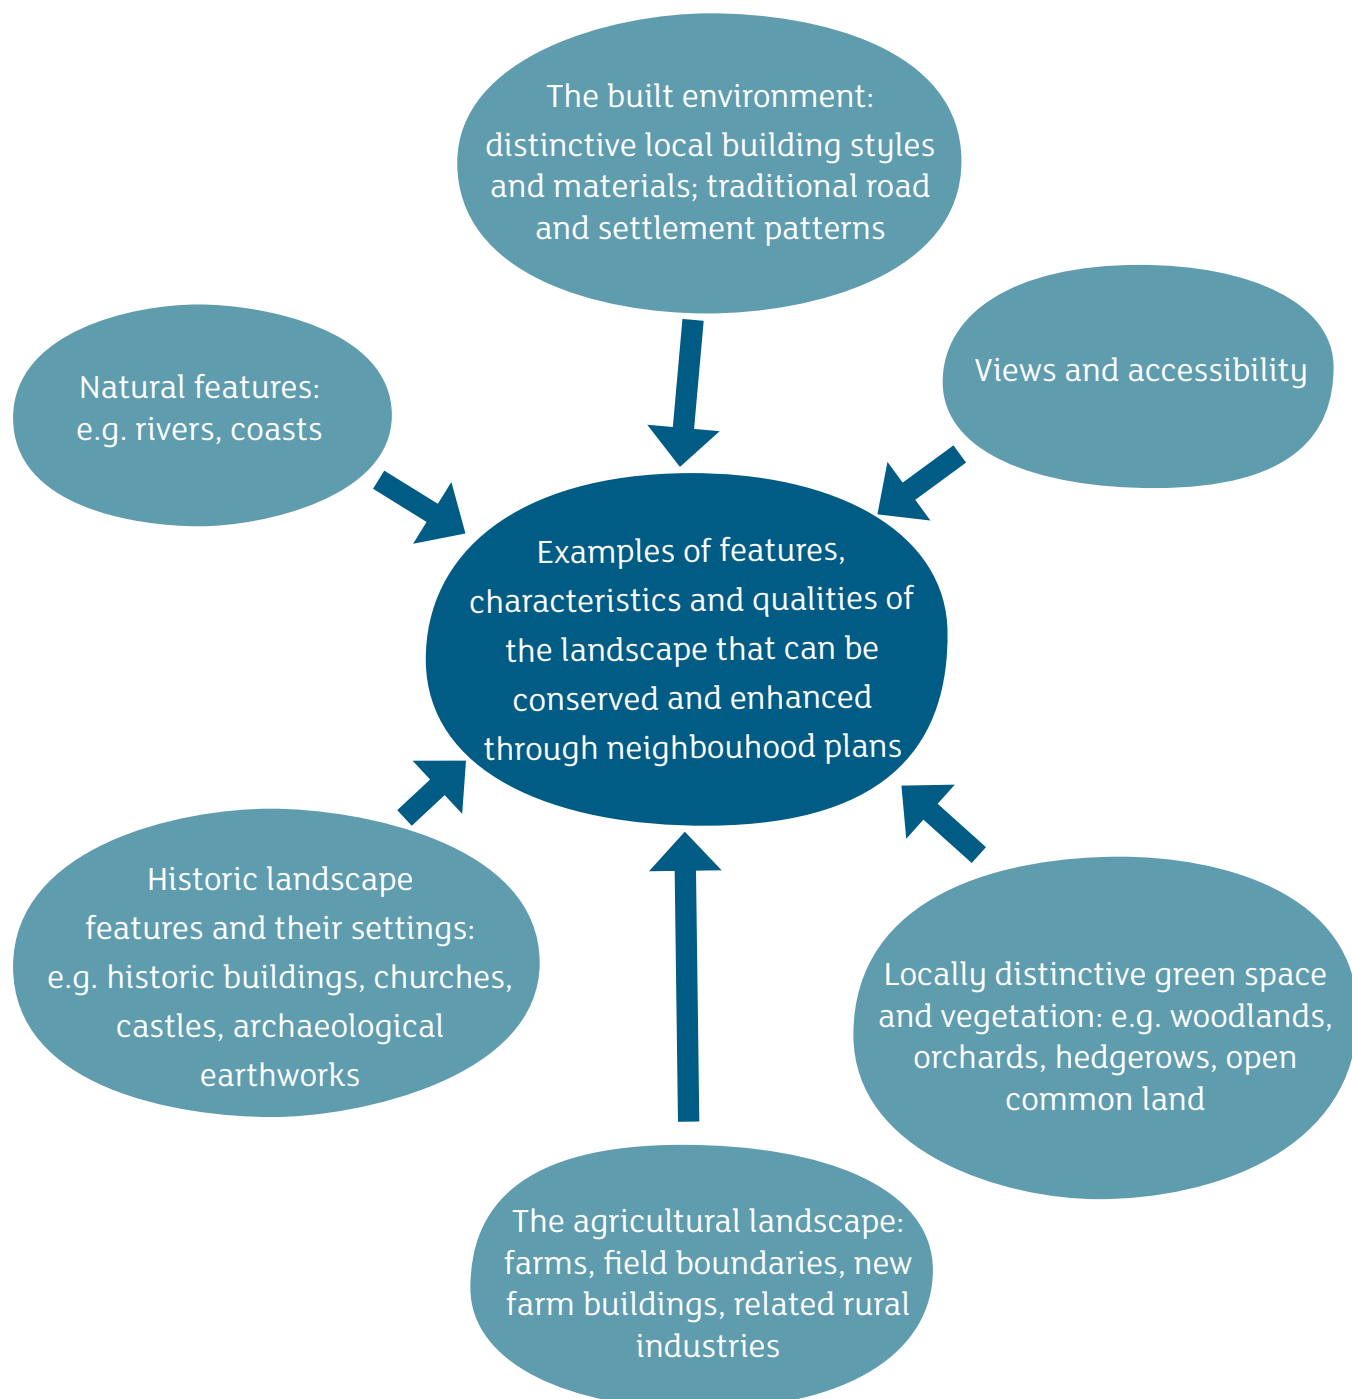 The built environment:
distinctive local building styles
and materials; traditional road
and settlement patterns
Views and accessibility
Natural features:
e.g. rivers, coasts
Examples of features,
characteristics and qualities of
the landscape that can be
conserved and enhanced
through neighbouhood plans
Historic landscape
features and their settings:
e.g. historic buildings, churches,
castles, archaeological
earthworks
Locally distinctive green space
and vegetation: e.g. woodlands,
orchards, hedgerows, open
common land
The agricultural landscape:
farms, field boundaries, new
farm buildings, related rural
industries